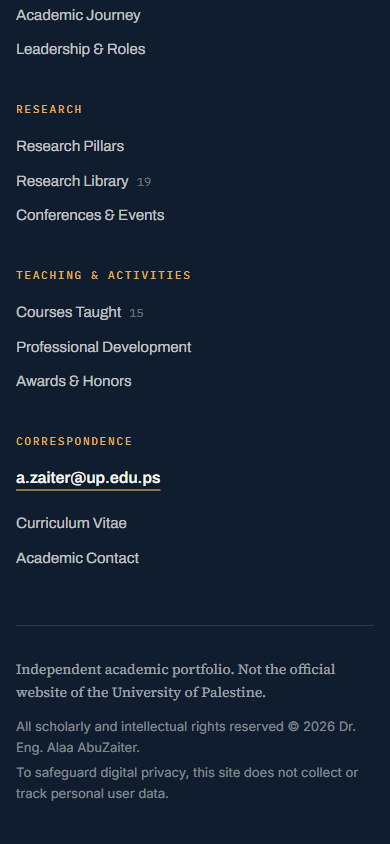 Academic Journey
Leadership & Roles
RESEARCH
Research Pillars
Research Library 19
Conferences & Events
TEACHING & ACTIVITIES
Courses Taught 15
Professional Development
Awards & Honors
CORRESPONDENCE
a.zaiter@up.edu.ps
Curriculum Vitae
Academic Contact
Independent academic portfolio. Not the official
website of the University of Palestine.
All scholarly and intellectual rights reserved © 2026 Dr.
Eng. Alaa AbuZaiter.
To safeguard digital privacy, this site does not collect or
track personal user data.